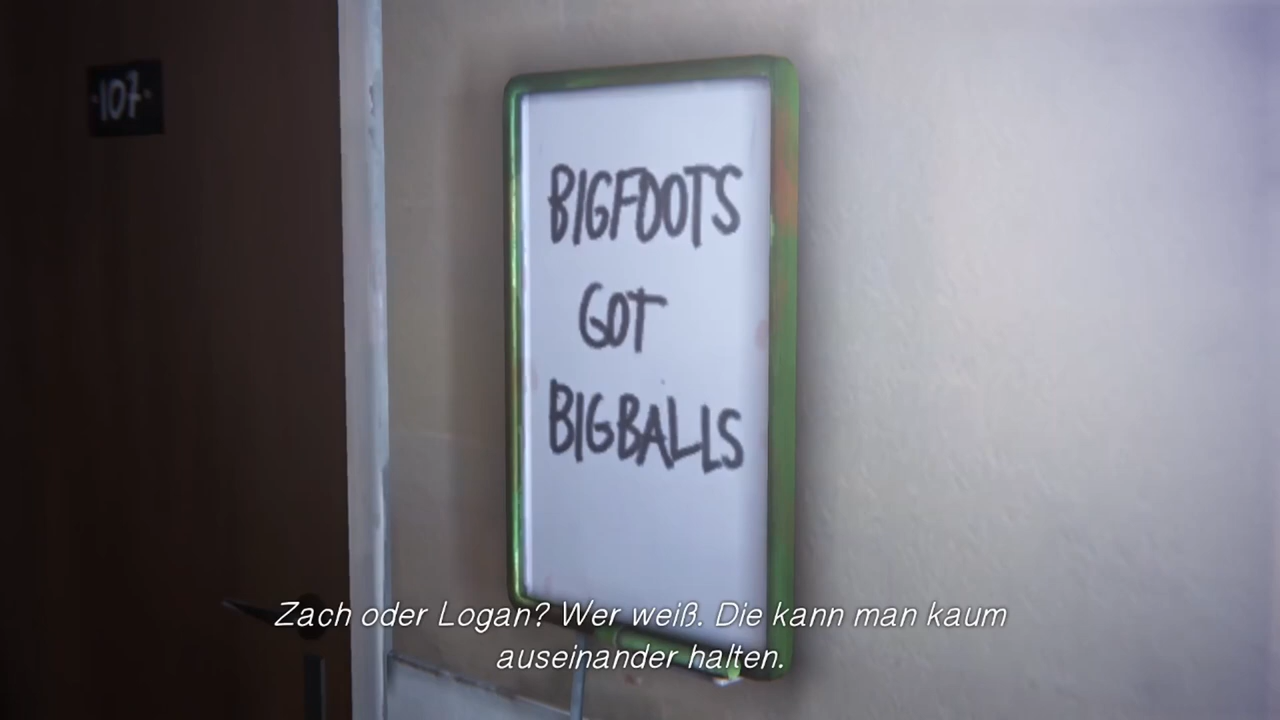 ·107·
BIGFOOTS
GOT
BIGBALLS
Zach oder Logan? Wer weiß. Die kann man kaum
auseinander halten.